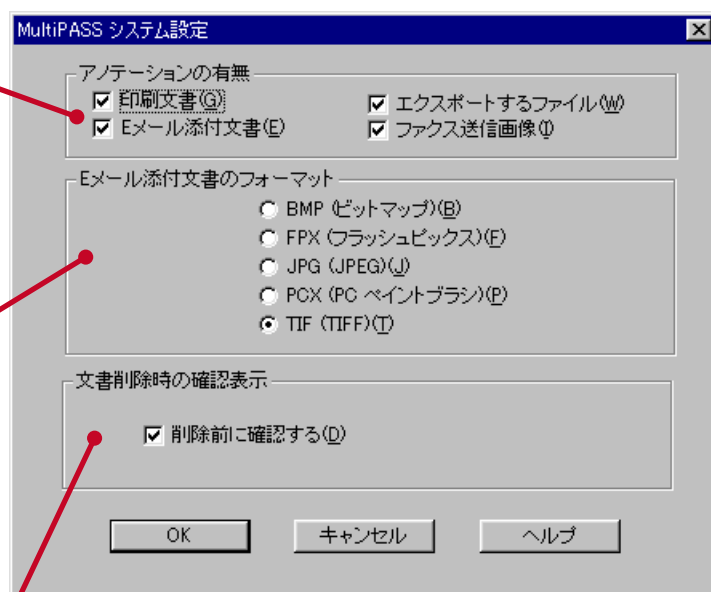 MultiPASS システム設定
アノテーションの有無
印刷文書(G) エクスポートするファイル(W)
Eメール添付文書(E) ファクス送信画像(I)
Eメール添付文書のフォーマット
BMP (ビットマップ)(B)
FPX (フラッシュピックス)(F)
JPG (JPEG)(J)
PCX (PC ペイントブラシ)(P)
TIF (TIFF)(T)
文書削除時の確認表示
削除前に確認する(D)
OK キャンセル ヘルプ